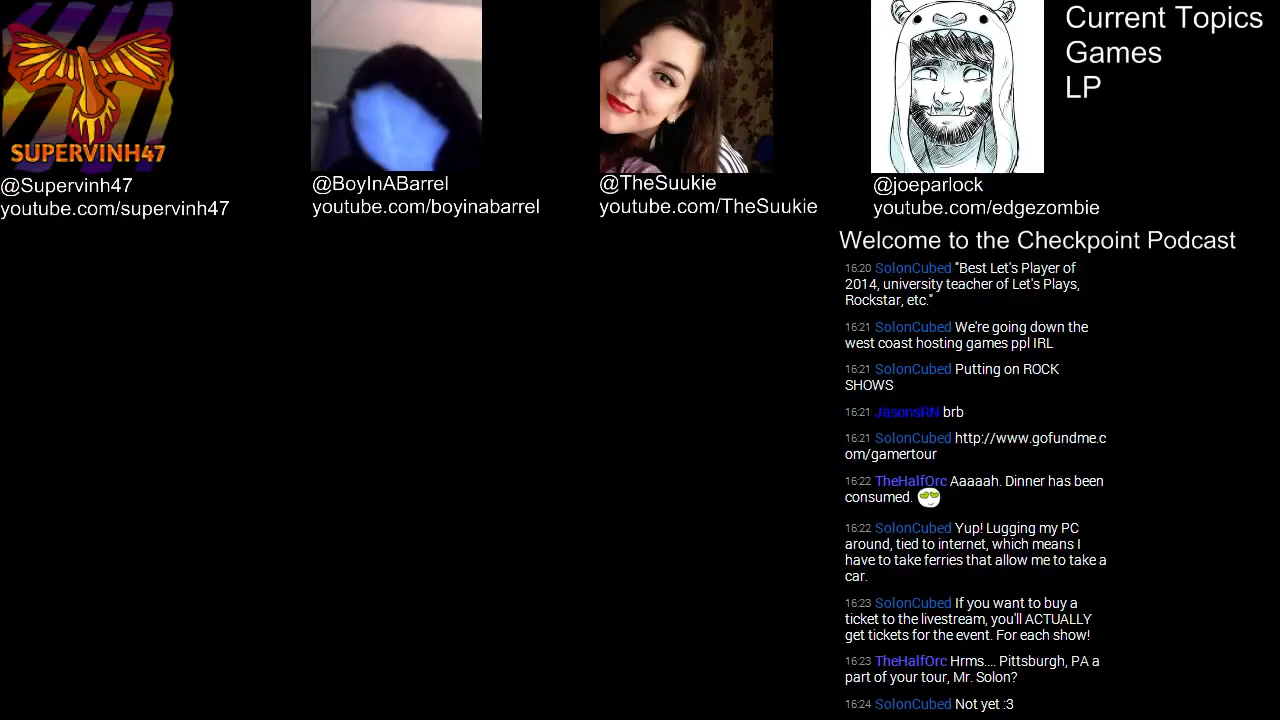 SUPERVINH47
@Supervinh47
youtube.com/supervinh47
@BoyInABarrel
youtube.com/boyinabarrel
@TheSuukie
youtube.com/TheSuukie
@joeparlock
youtube.com/edgezombie
Current Topics
Games
LP
Welcome to the Checkpoint Podcast
16:20 SolonCubed "Best Let's Player of
2014, university teacher of Let's Plays,
Rockstar, etc."
16:21 SolonCubed We're going down the
west coast hosting games ppl IRL
16:21 SolonCubed Putting on ROCK
SHOWS
16:21 JasonsRN brb
16:21 SolonCubed http://www.gofundme.c
om/gamertour
16:22 TheHalfOrc Aaaaah. Dinner has been
consumed.
16:22 SolonCubed Yup! Lugging my PC
around, tied to internet, which means I
have to take ferries that allow me to take a
car.
16:23 SolonCubed If you want to buy a
ticket to the livestream, you'll ACTUALLY
get tickets for the event. For each show!
16:23 TheHalfOrc Hrms.... Pittsburgh, PA a
part of your tour, Mr. Solon?
16:24 SolonCubed Not yet :3